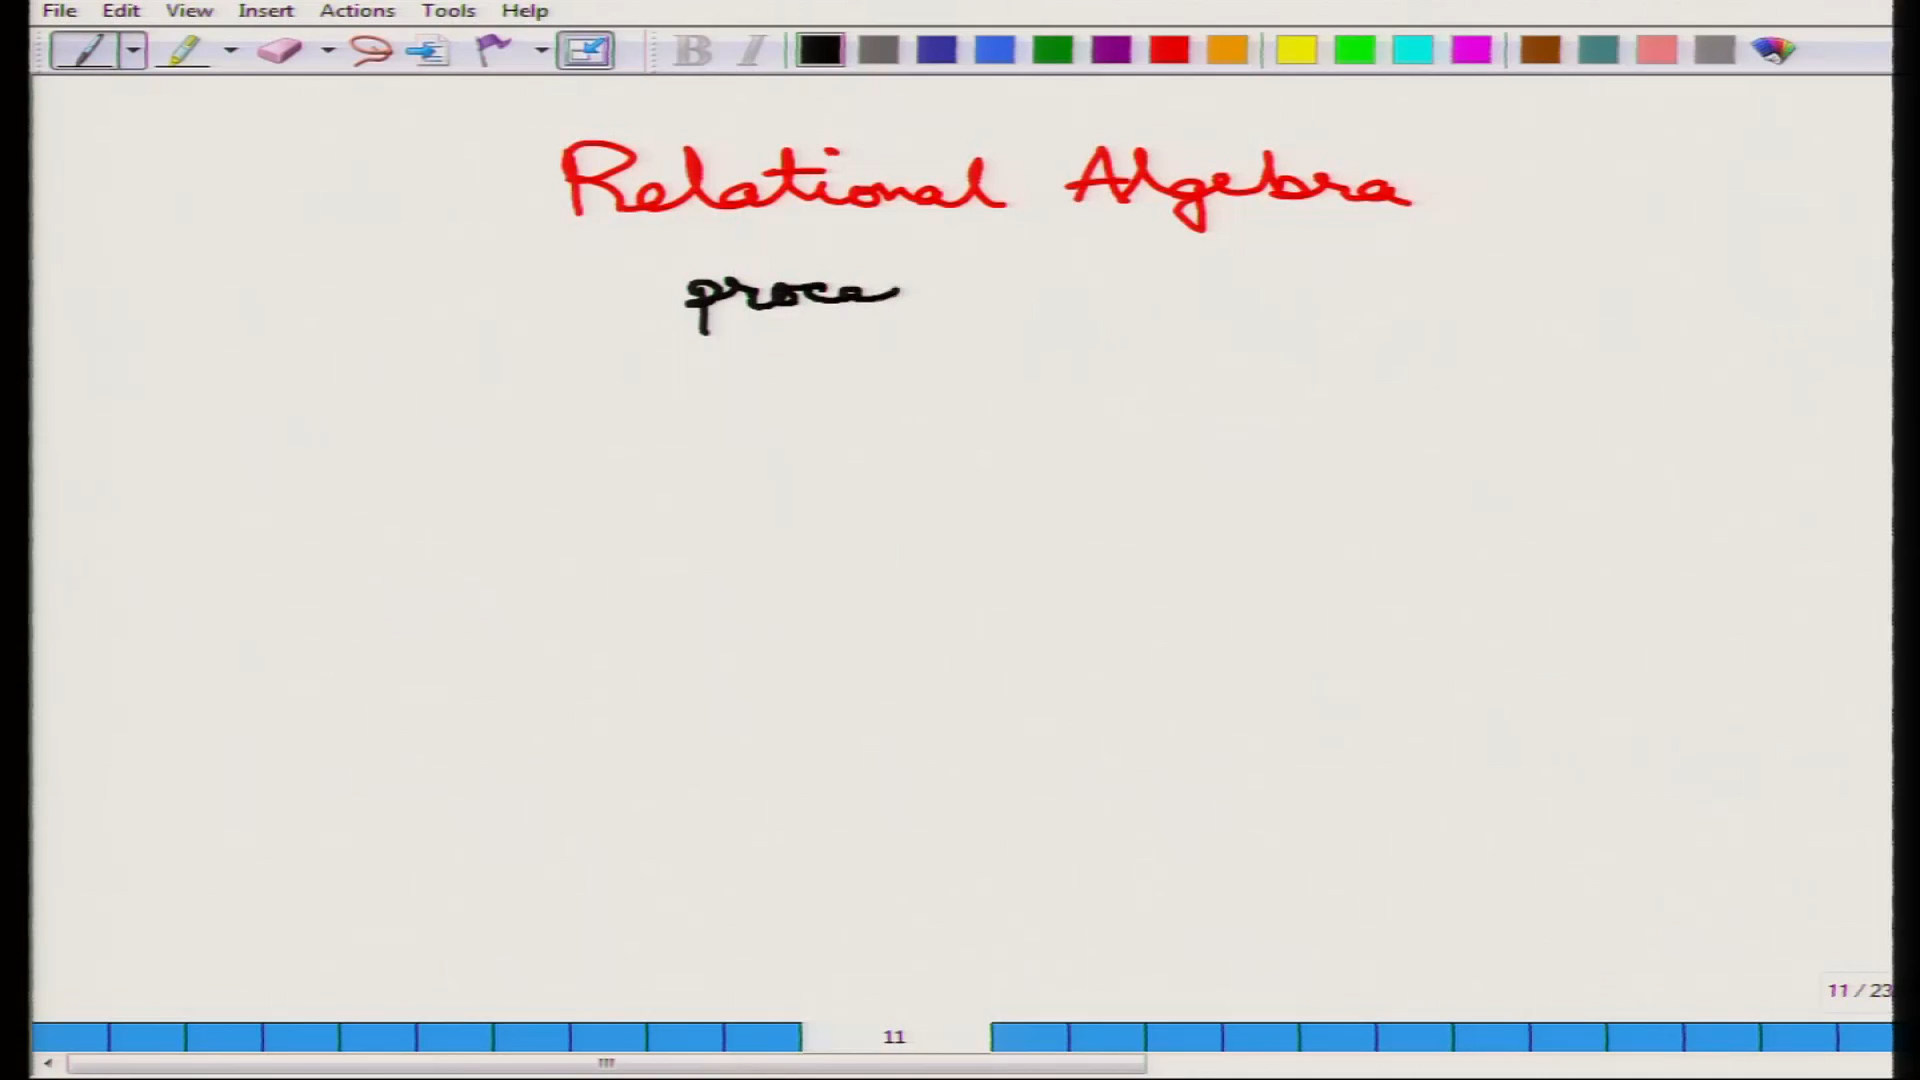 File Edit View Insert Actions Tools Help
B I
Relational Algebra
proce
11 / 23
11